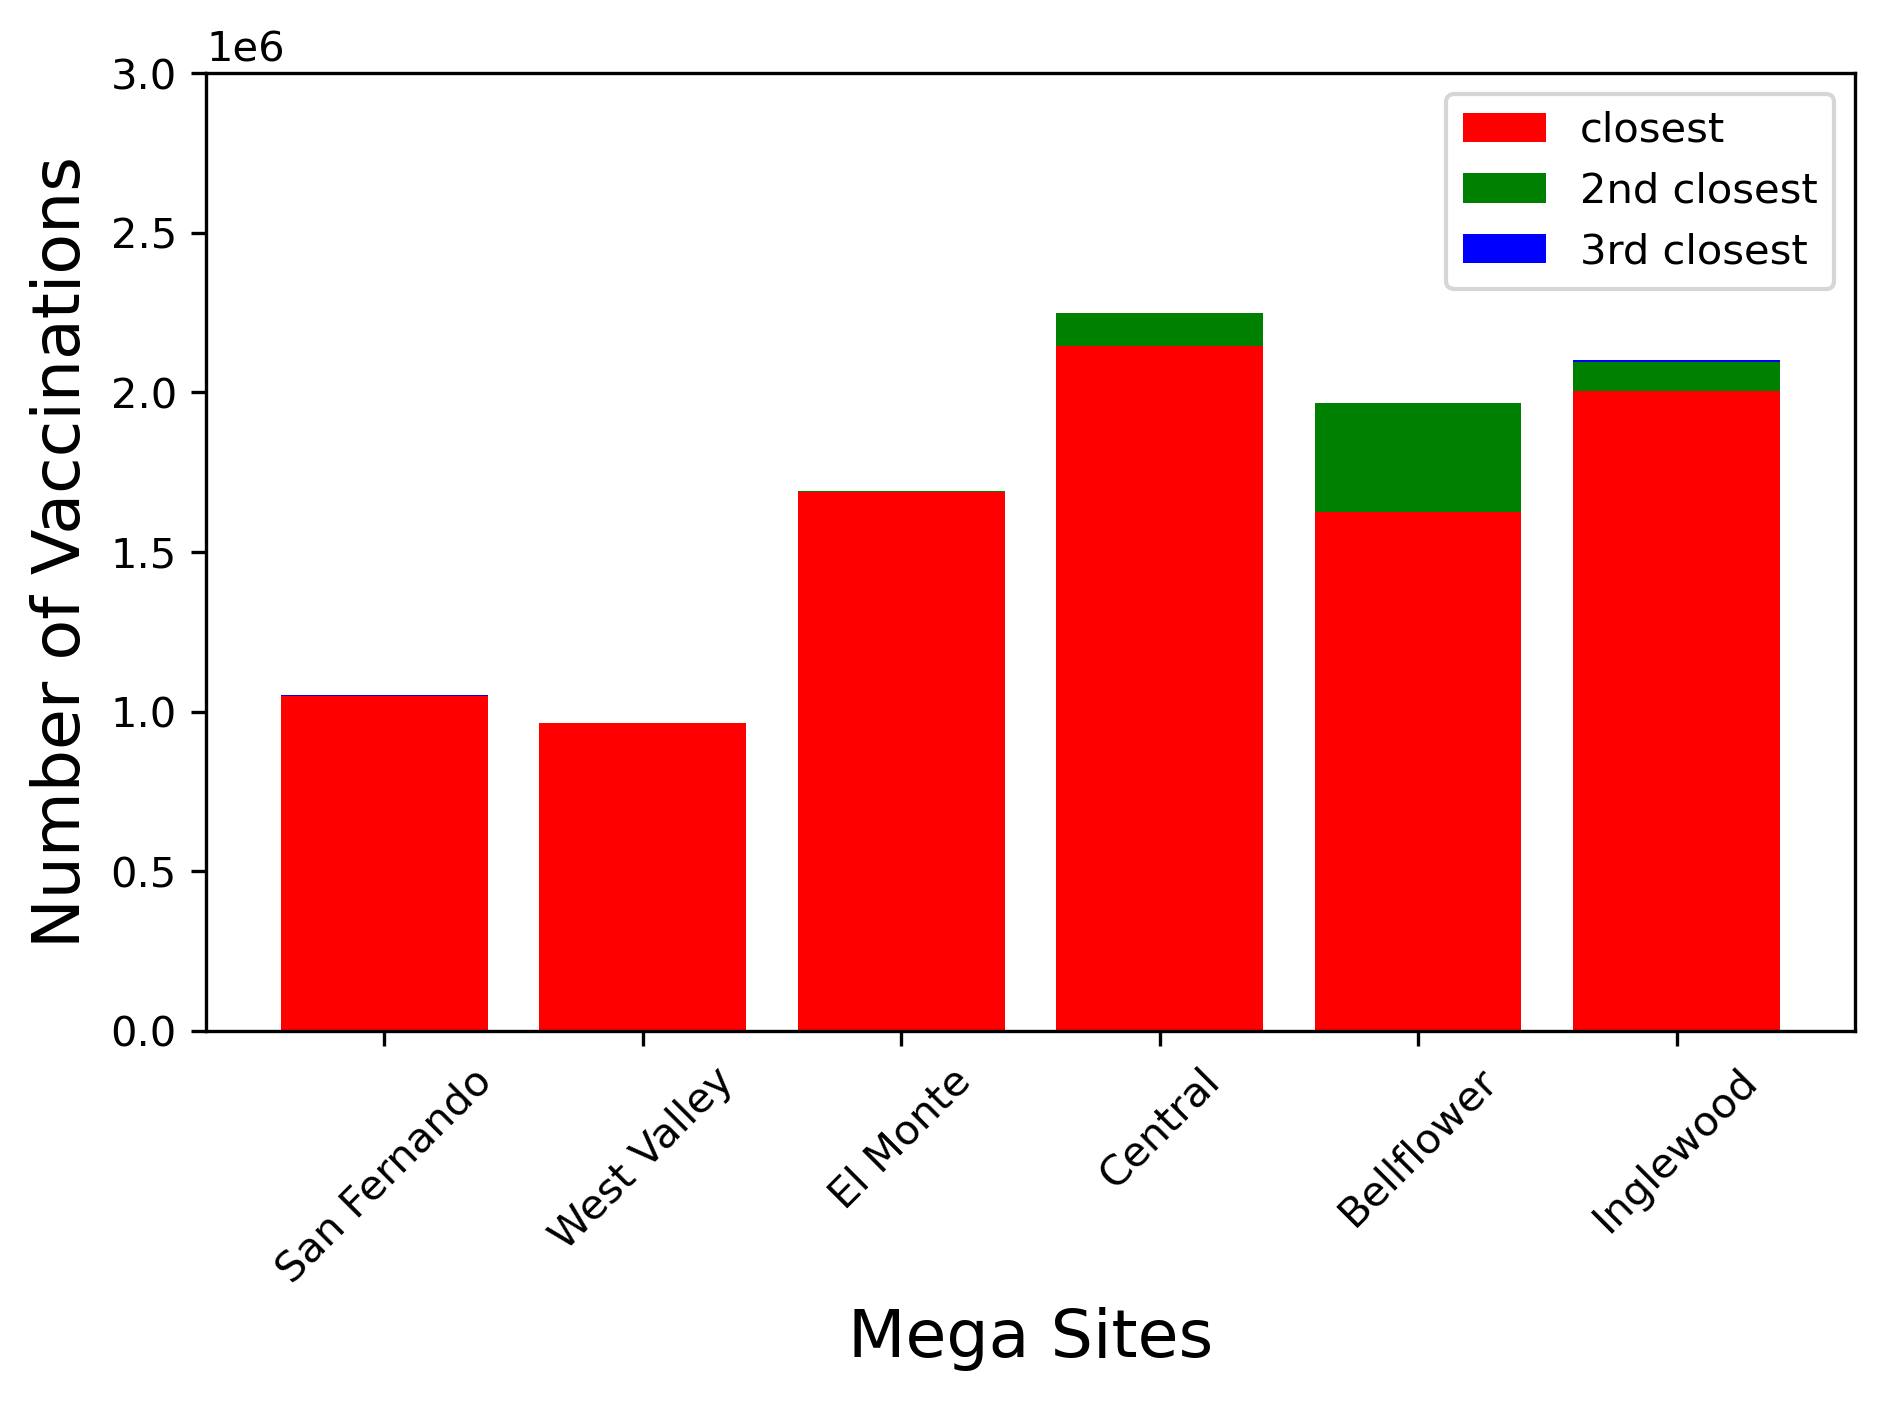 1e6
3.0
2.5
2.0
1.5
1.0
0.5
0.0
Number of Vaccinations
closest
2nd closest
3rd closest
San Fernando
West Valley
El Monte
Central
Bellflower
Inglewood
Mega Sites